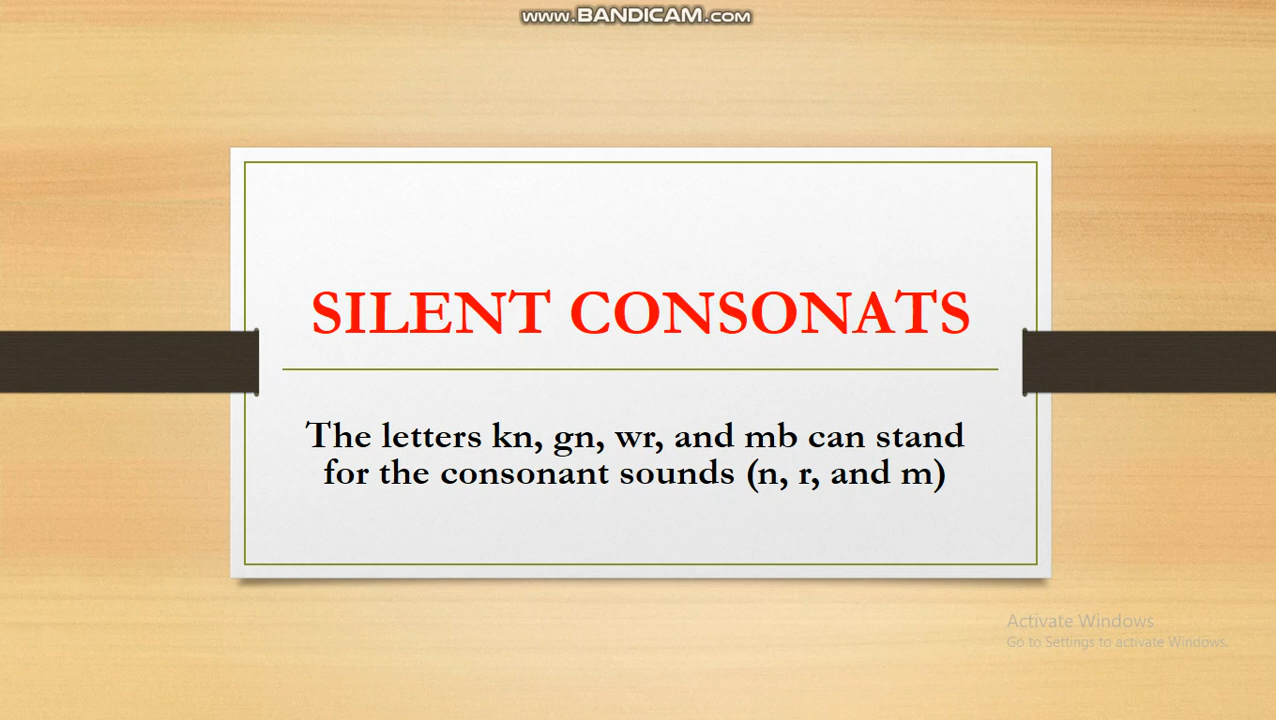 www.BANDICAM.com
SILENT CONSONATS
The letters kn, gn, wr, and mb can stand
for the consonant sounds (n, r, and m)
Activate Windows
Go to Settings to activate Windows.